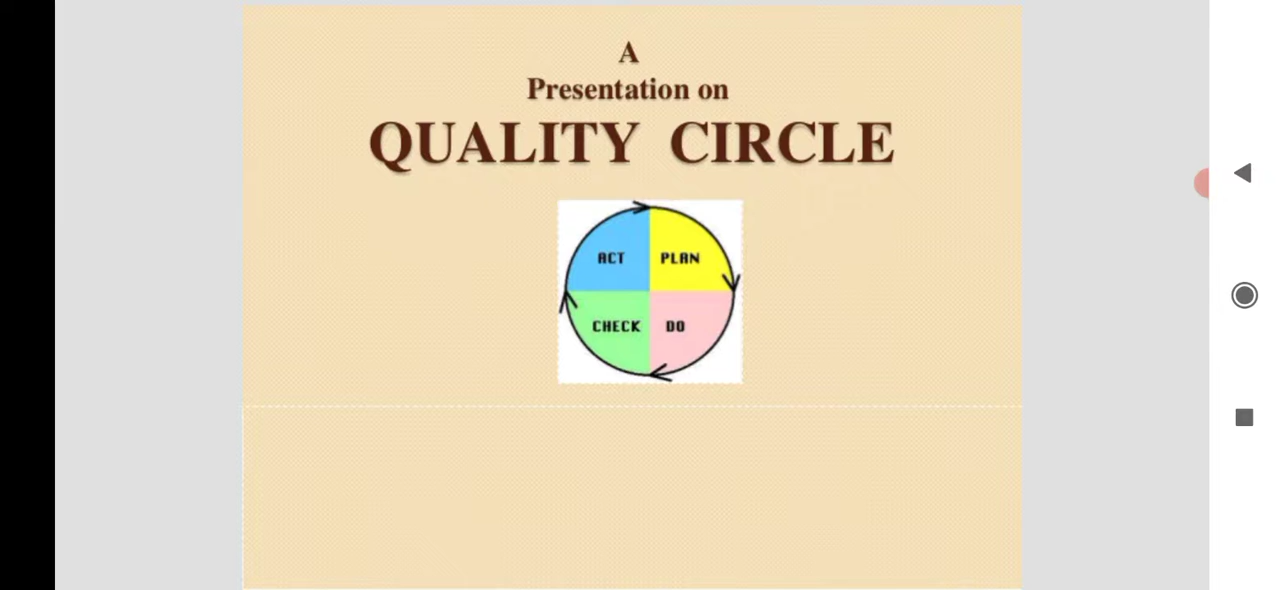 A
Presentation on
QUALITY CIRCLE
ACT PLAN
CHECK DO